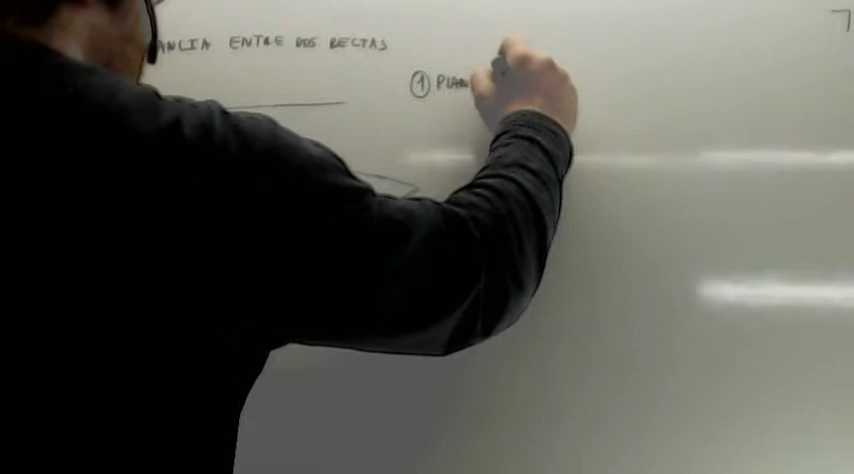 ANCIA ENTRE DOS RECTAS
① PLAN